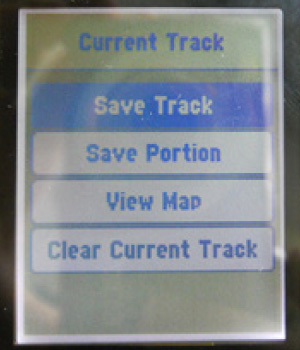 Current Track
Save Track
Save Portion
View Map
Clear Current Track